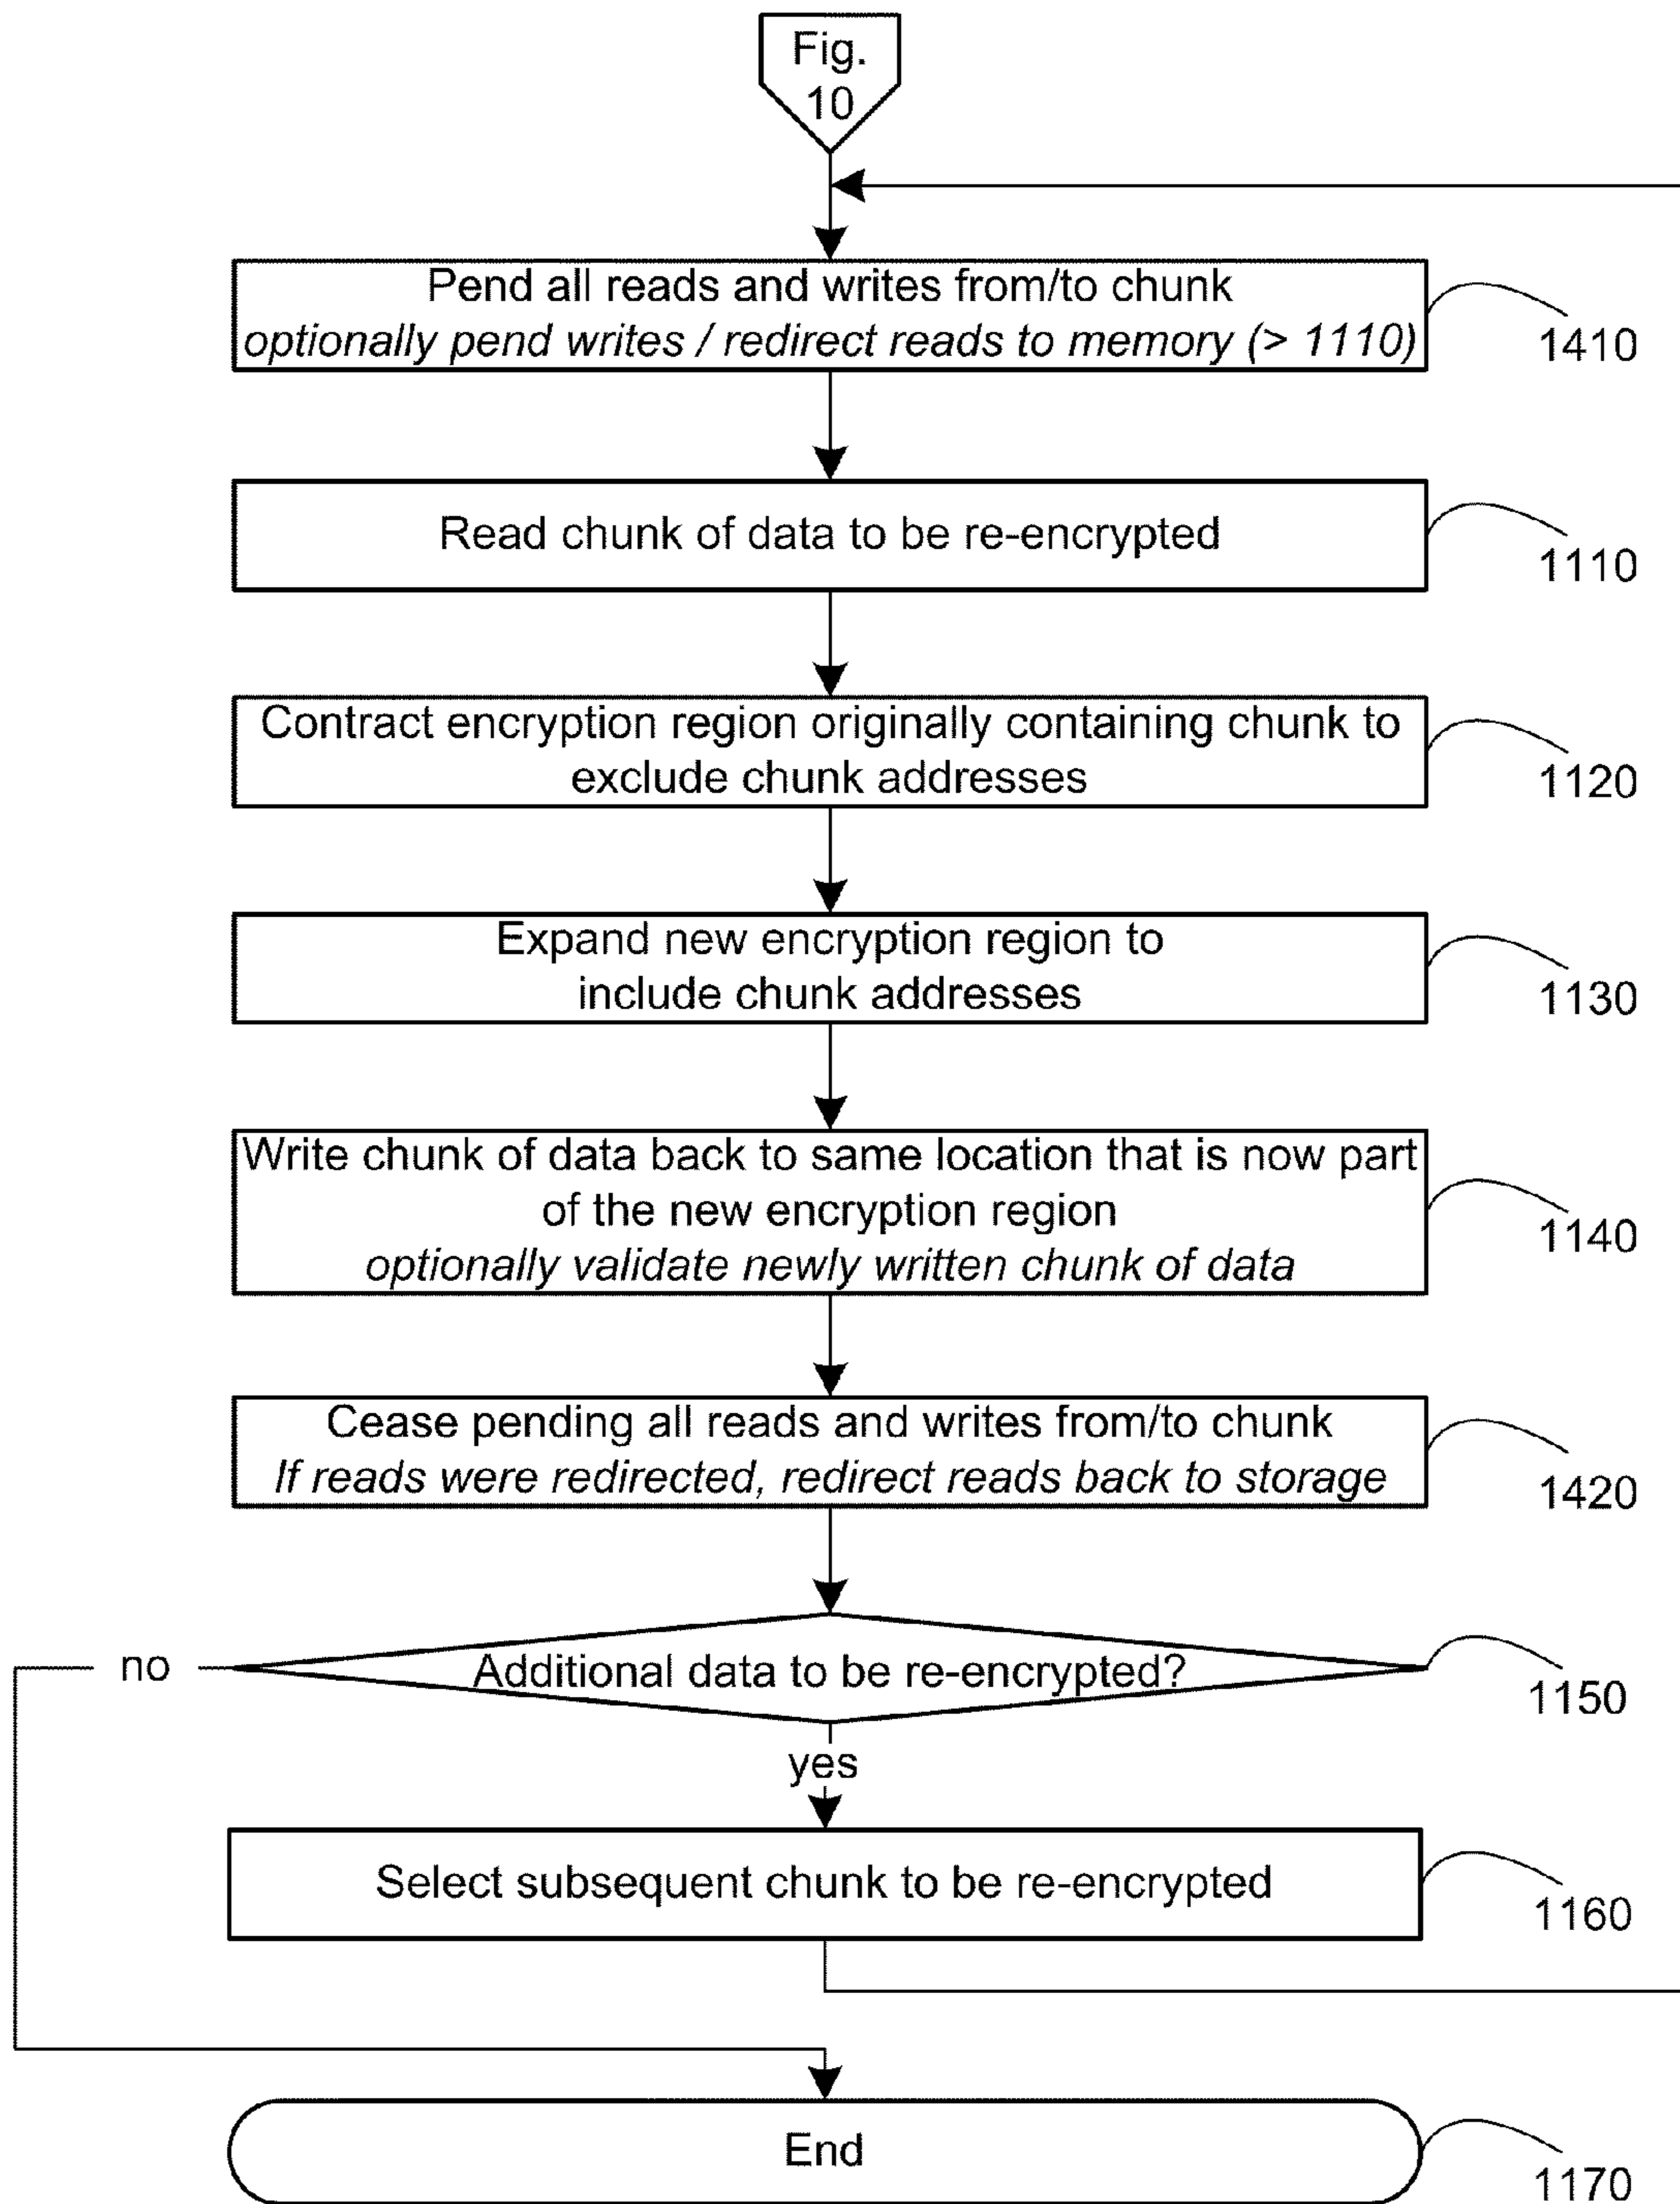 Fig.
10
Pend all reads and writes from/to chunk
optionally pend writes / redirect reads to memory (> 1110)
1410
Read chunk of data to be re-encrypted
1110
Contract encryption region originally containing chunk to
exclude chunk addresses
1120
Expand new encryption region to
include chunk addresses
1130
Write chunk of data back to same location that is now part
of the new encryption region
optionally validate newly written chunk of data
1140
Cease pending all reads and writes from/to chunk
If reads were redirected, redirect reads back to storage
1420
no
Additional data to be re-encrypted?
1150
yes
Select subsequent chunk to be re-encrypted
1160
End
1170